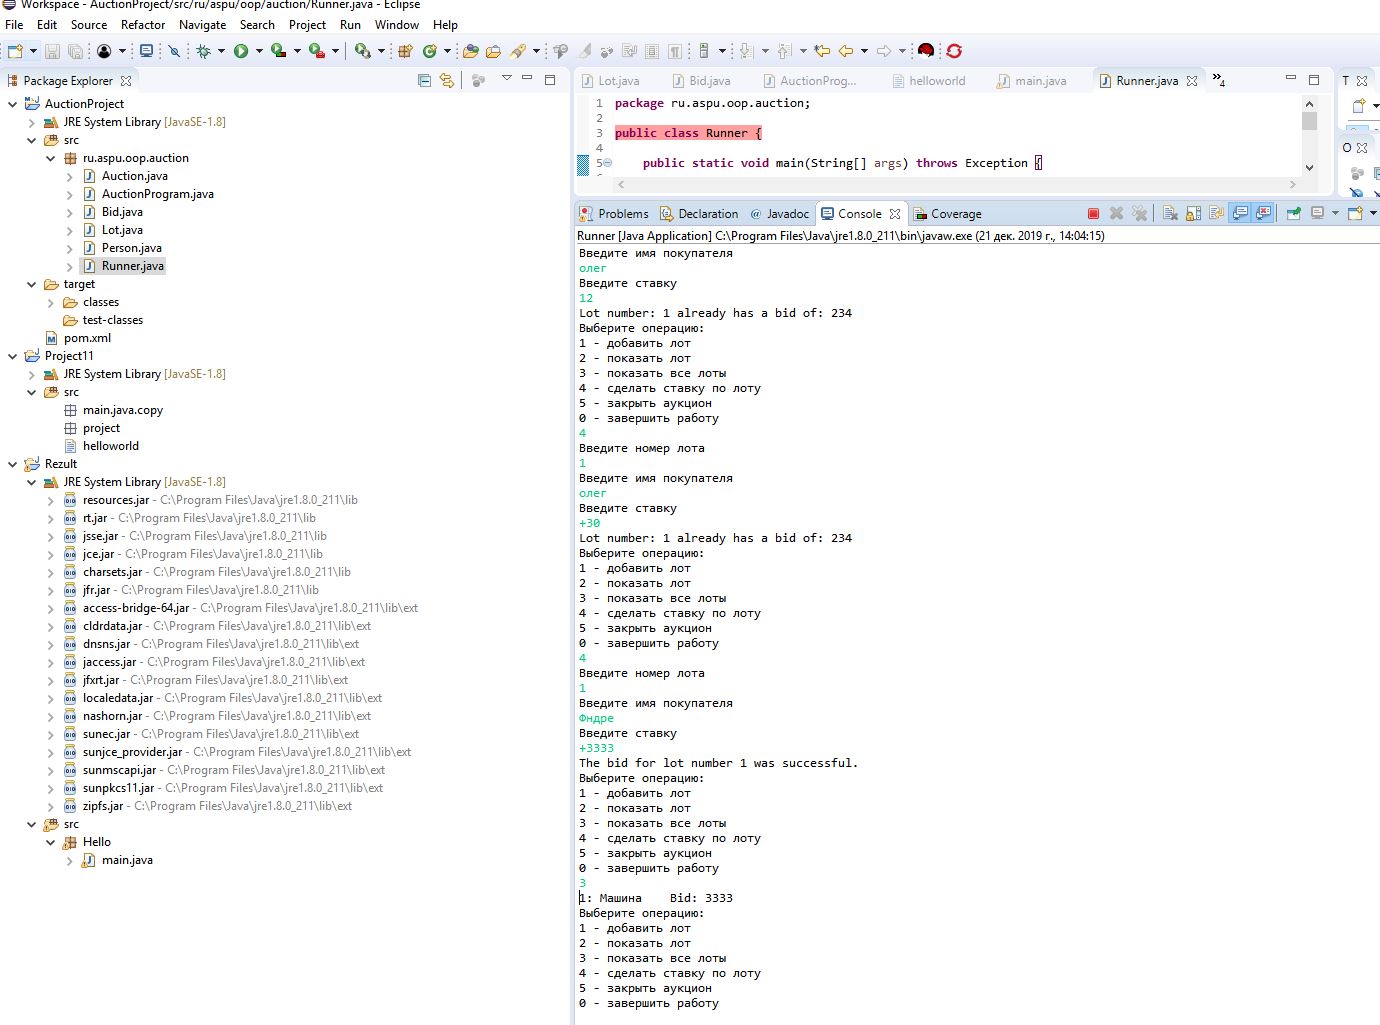 Workspace - AuctionProject/src/ru/aspu/oop/auction/Runner.java - Eclipse
File Edit Source Refactor Navigate Search Project Run Window Help
Package Explorer
AuctionProject
JRE System Library [JavaSE-1.8]
src
ru.aspu.oop.auction
Auction.java
AuctionProgram.java
Bid.java
Lot.java
Person.java
Runner.java
target
classes
test-classes
pom.xml
Project11
JRE System Library [JavaSE-1.8]
src
main.java.copy
project
helloworld
Rezult
JRE System Library [JavaSE-1.8]
resources.jar - C:\Program Files\Java\jre1.8.0_211\lib
rt.jar - C:\Program Files\Java\jre1.8.0_211\lib
jsse.jar - C:\Program Files\Java\jre1.8.0_211\lib
jce.jar - C:\Program Files\Java\jre1.8.0_211\lib
charsets.jar - C:\Program Files\Java\jre1.8.0_211\lib
jfr.jar - C:\Program Files\Java\jre1.8.0_211\lib
access-bridge-64.jar - C:\Program Files\Java\jre1.8.0_211\lib\ext
cldrdata.jar - C:\Program Files\Java\jre1.8.0_211\lib\ext
dnsns.jar - C:\Program Files\Java\jre1.8.0_211\lib\ext
jaccess.jar - C:\Program Files\Java\jre1.8.0_211\lib\ext
jfxrt.jar - C:\Program Files\Java\jre1.8.0_211\lib\ext
localedata.jar - C:\Program Files\Java\jre1.8.0_211\lib\ext
nashorn.jar - C:\Program Files\Java\jre1.8.0_211\lib\ext
sunec.jar - C:\Program Files\Java\jre1.8.0_211\lib\ext
sunjce_provider.jar - C:\Program Files\Java\jre1.8.0_211\lib\ext
sunmscapi.jar - C:\Program Files\Java\jre1.8.0_211\lib\ext
sunpkcs11.jar - C:\Program Files\Java\jre1.8.0_211\lib\ext
zipfs.jar - C:\Program Files\Java\jre1.8.0_211\lib\ext
src
Hello
main.java
Lot.java Bid.java AuctionProg... helloworld main.java Runner.java 4
1 package ru.aspu.oop.auction;
2
3 public class Runner {
4
5 public static void main(String[] args) throws Exception {
T
O
Problems @ Declaration Javadoc Console Coverage
Runner [Java Application] C:\Program Files\Java\jre1.8.0_211\bin\javaw.exe (21 дек. 2019 г., 14:04:15)
Введите имя покупателя
олег
Введите ставку
12
Lot number: 1 already has a bid of: 234
Выберите операцию:
1 - добавить лот
2 - показать лот
3 - показать все лоты
4 - сделать ставку по лоту
5 - закрыть аукцион
0 - завершить работу
4
Введите номер лота
1
Введите имя покупателя
олег
Введите ставку
+30
Lot number: 1 already has a bid of: 234
Выберите операцию:
1 - добавить лот
2 - показать лот
3 - показать все лоты
4 - сделать ставку по лоту
5 - закрыть аукцион
0 - завершить работу
4
Введите номер лота
1
Введите имя покупателя
Фндре
Введите ставку
+3333
The bid for lot number 1 was successful.
Выберите операцию:
1 - добавить лот
2 - показать лот
3 - показать все лоты
4 - сделать ставку по лоту
5 - закрыть аукцион
0 - завершить работу
3
1: Машина Bid: 3333
Выберите операцию:
1 - добавить лот
2 - показать лот
3 - показать все лоты
4 - сделать ставку по лоту
5 - закрыть аукцион
0 - завершить работу